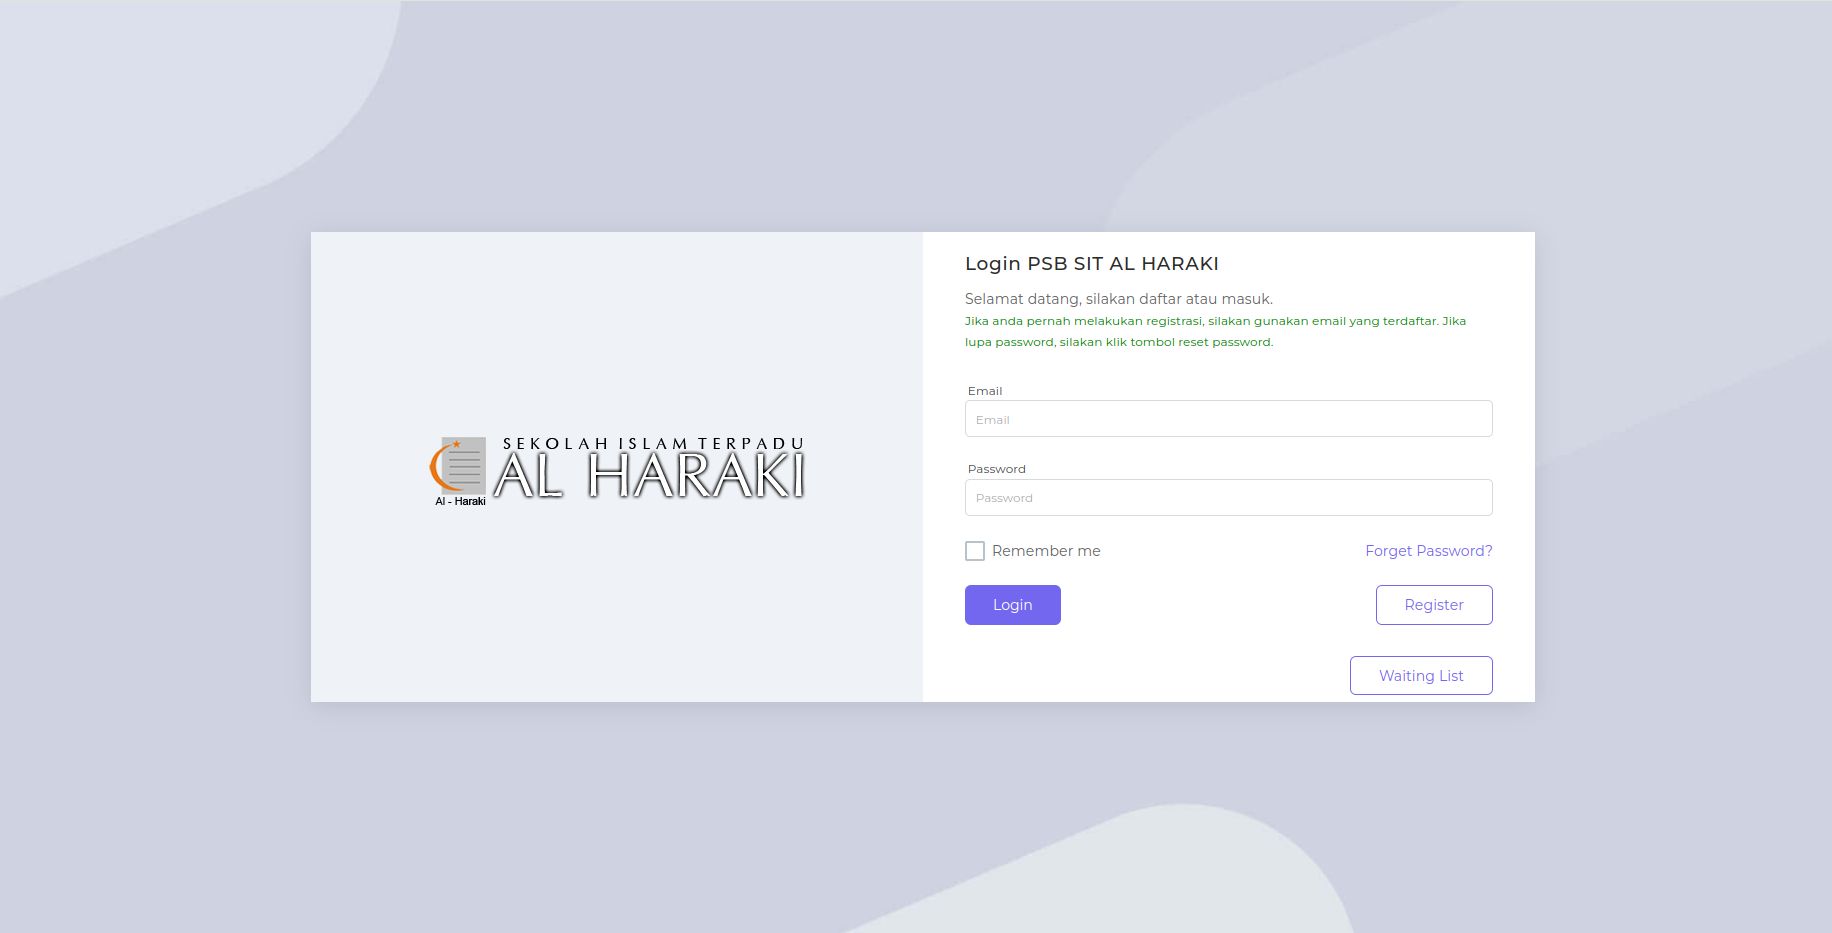 SEKOLAH ISLAM TERPADU
AL HARAKI
Al - Haraki
Login PSB SIT AL HARAKI
Selamat datang, silakan daftar atau masuk.
Jika anda pernah melakukan registrasi, silakan gunakan email yang terdaftar. Jika
lupa password, silakan klik tombol reset password.
Email
Email
Password
Password
Remember me
Forget Password?
Login
Register
Waiting List